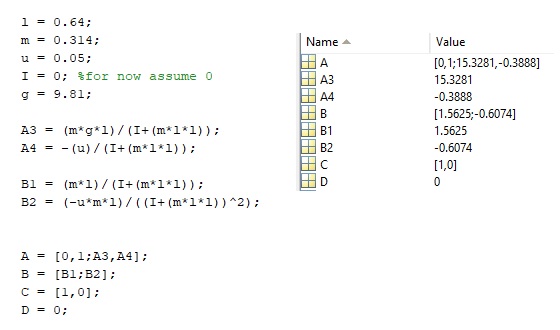 l = 0.64;
m = 0.314;
u = 0.05;
I = 0; %for now assume 0
g = 9.81;
A3 = (m*g*l)/(I+(m*l*l));
A4 = -(u)/(I+(m*l*l));
B1 = (m*l)/(I+(m*l*l));
B2 = (-u*m*l)/((I+(m*l*l))^2);
A = [0,1;A3,A4];
B = [B1;B2];
C = [1,0];
D = 0;
Name Value
A [0,1;15.3281,-0.3888]
A3 15.3281
A4 -0.3888
B [1.5625;-0.6074]
B1 1.5625
B2 -0.6074
C [1,0]
D 0